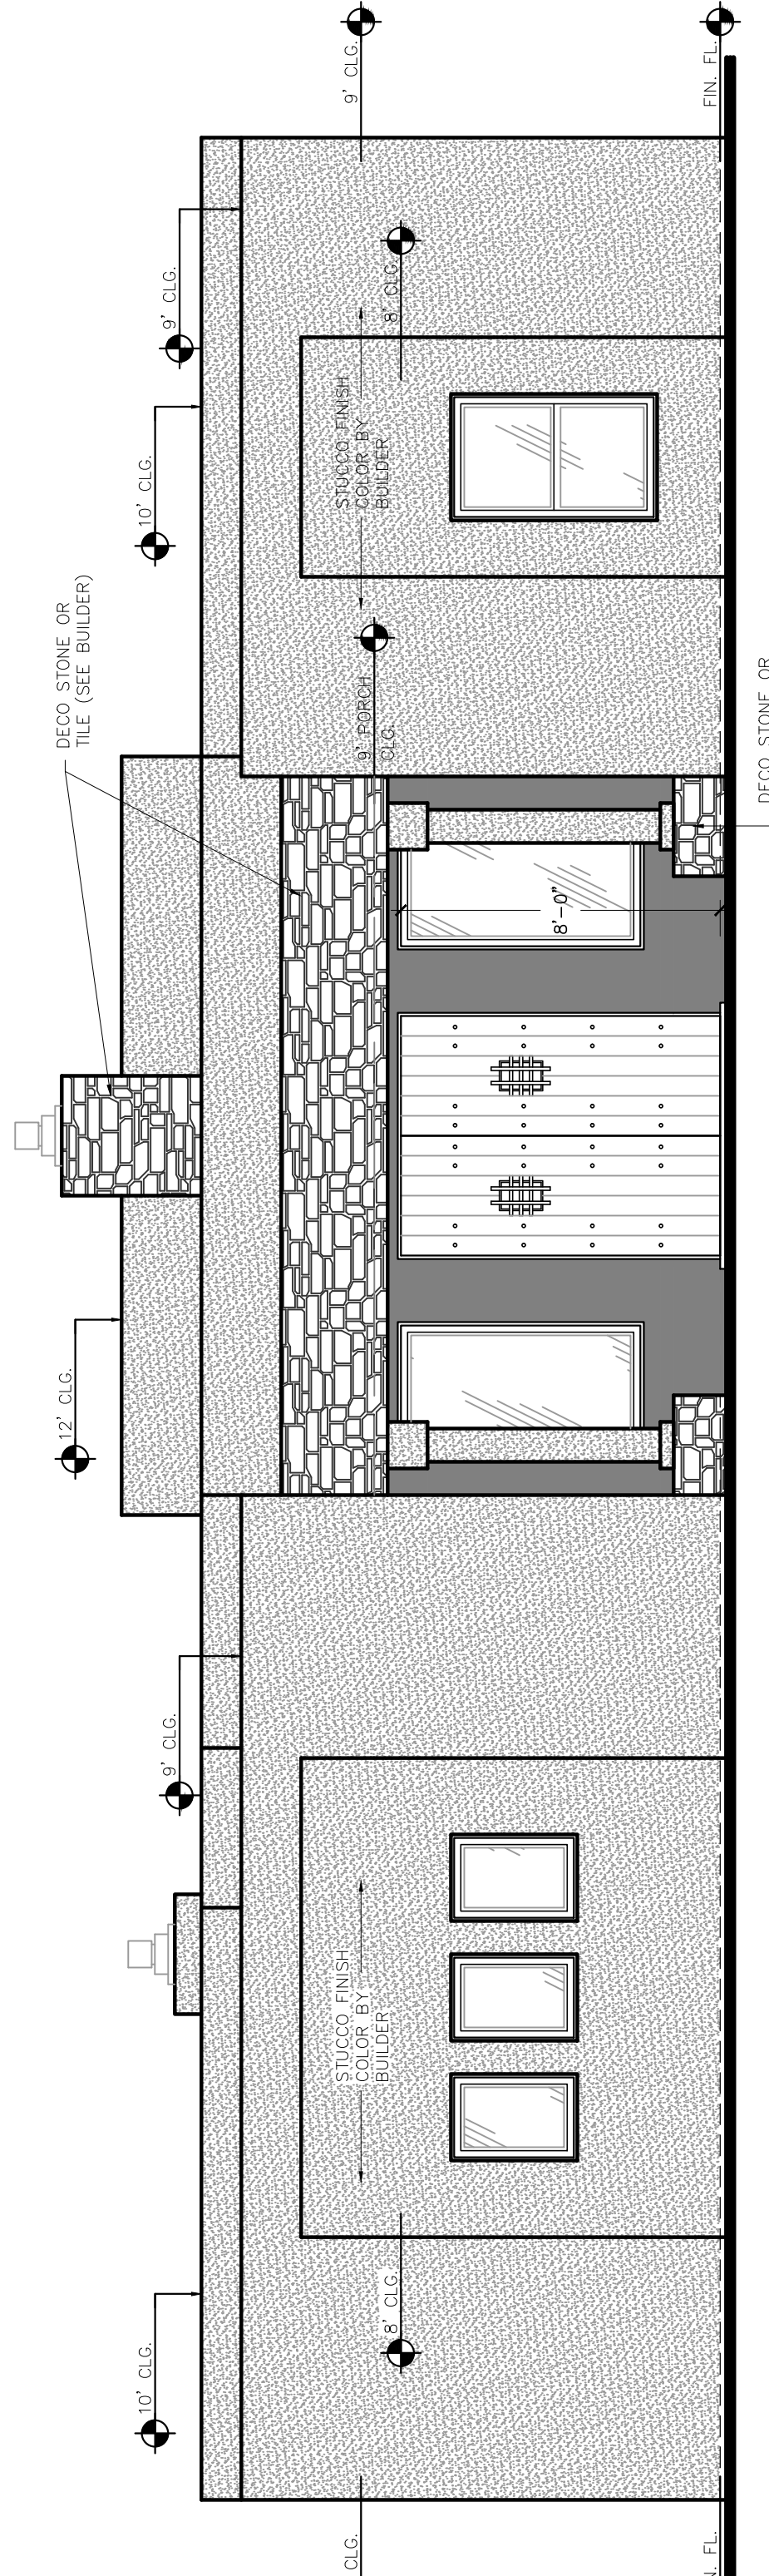 12' CLG.
DECO STONE OR
TILE (SEE BUILDER)
10' CLG.
9' CLG.
10' CLG.
9' CLG.
CLG.
8' CLG.
STUCCO FINISH
COLOR BY
BUILDER
9' PORCH
CLG.
STUCCO FINISH
COLOR BY
BUILDER
8' CLG.
9' CLG.
8'-0"
N. FL.
FIN. FL.
DECO STONE OR